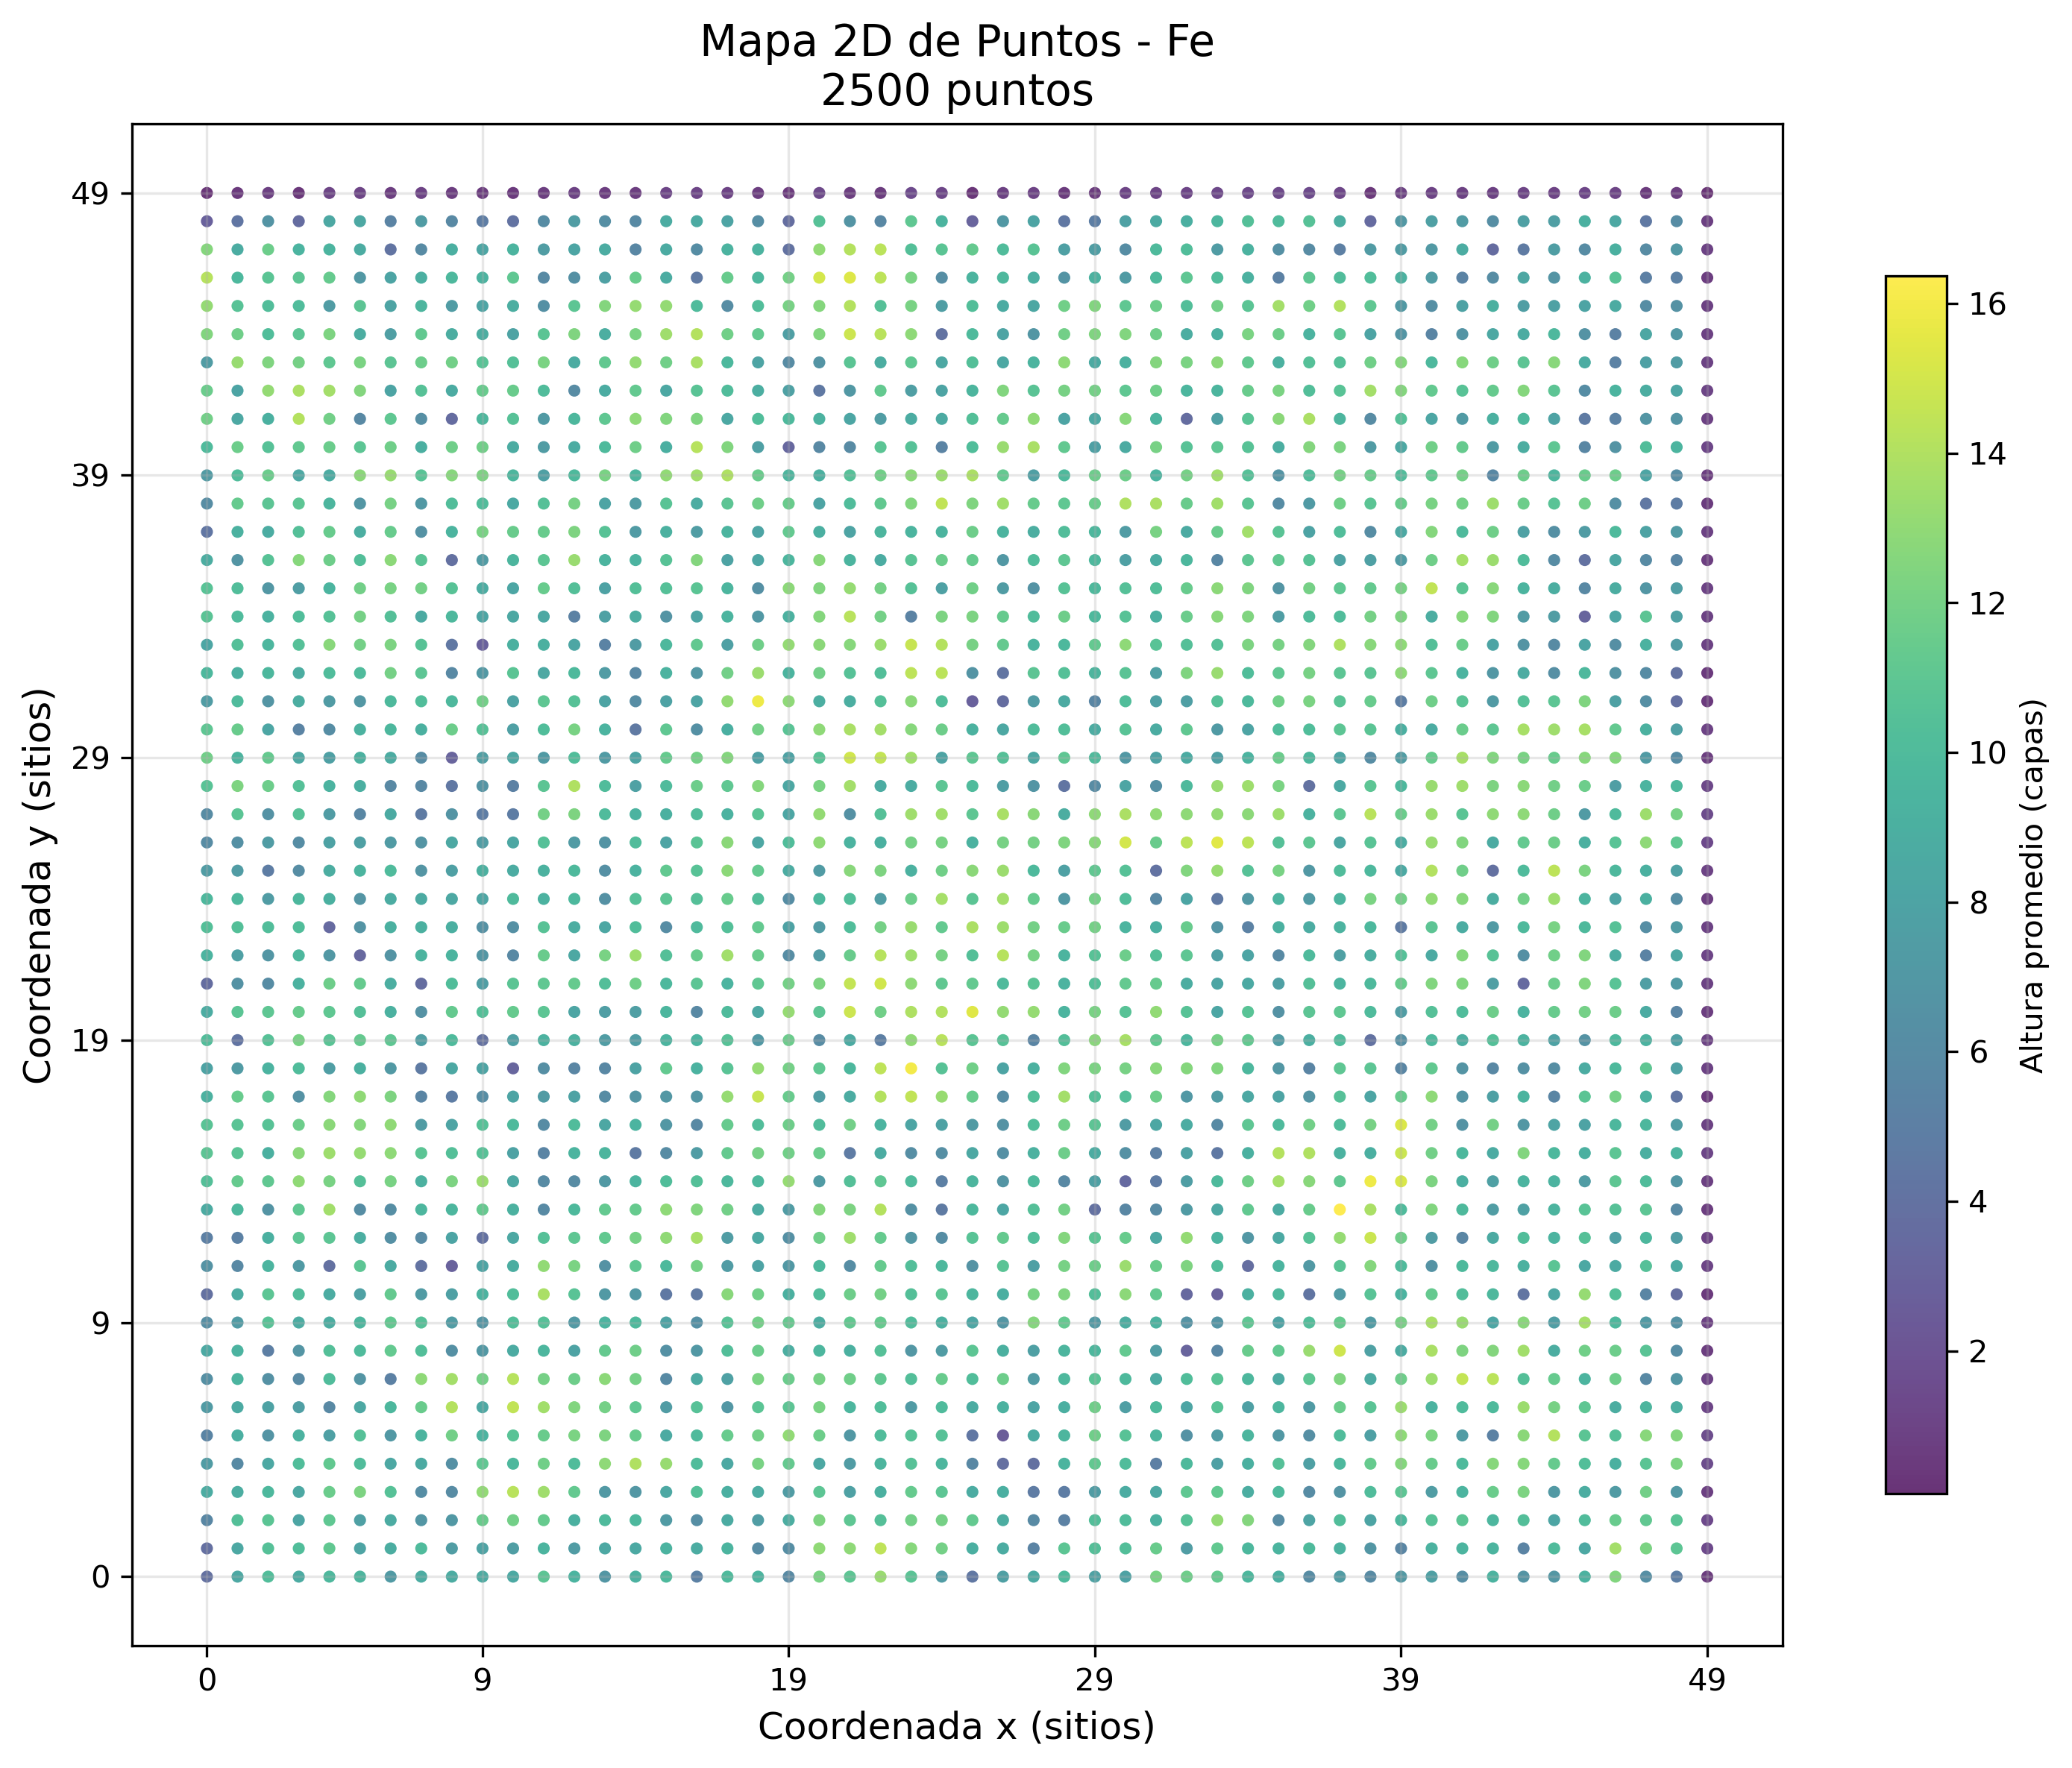 Mapa 2D de Puntos - Fe
2500 puntos
49
39
29
19
9
0
Coordenada y (sitios)
0 9 19 29 39 49
Coordenada x (sitios)
16
14
12
10
8
6
4
2
Altura promedio (capas)